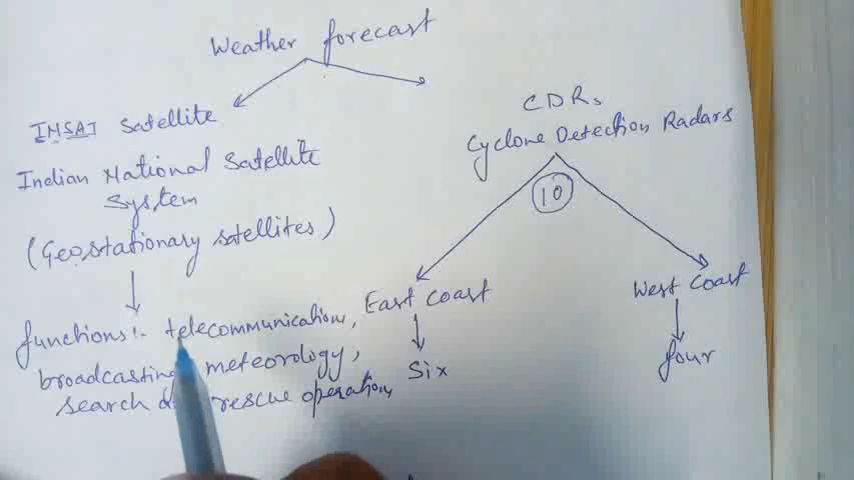 Weather forecast
INSAT Satellite
Indian National Satellite
System
(Geostationary satellites)
functions:- telecommunication,
broadcasting meteorology,
search rescue operation,
CDRs
Cyclone Detection Radars
10
East Coast
Six
West Coast
four